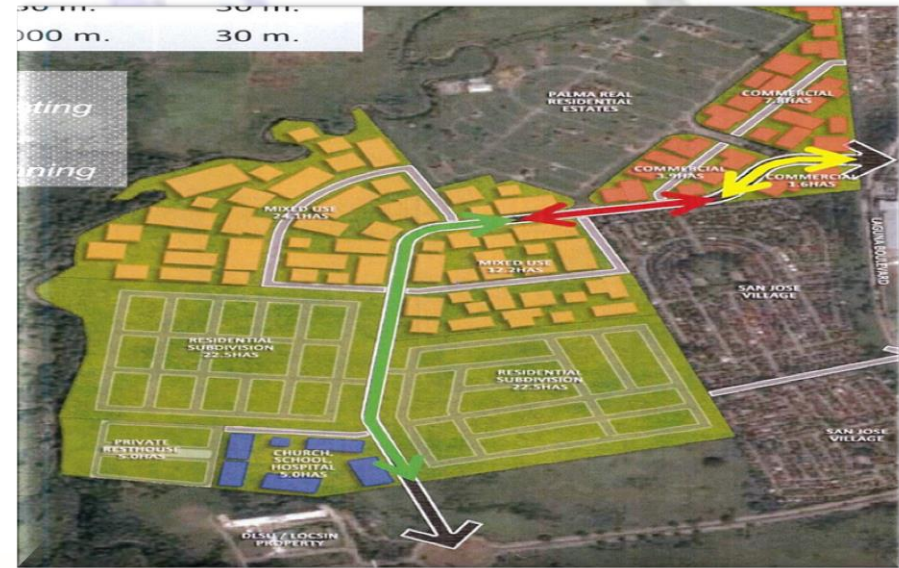 30 m.
000 m. 30 m.
PALMA REAL
RESIDENTIAL
ESTATES
COMMERCIAL
7.8HAS
COMMERCIAL
3.9HAS
COMMERCIAL
1.6HAS
MIXED USE
24.1HAS
MIXED USE
12.2HAS
LAGUNA BOULEVARD
SAN JOSE
VILLAGE
RESIDENTIAL
SUBDIVISION
22.5HAS
RESIDENTIAL
SUBDIVISION
22.5HAS
SAN JOSE
VILLAGE
PRIVATE
RESTHOUSE
5.0HAS
CHURCH,
SCHOOL,
HOSPITAL
5.0HAS
DLSU / LOCSIN
PROPERTY